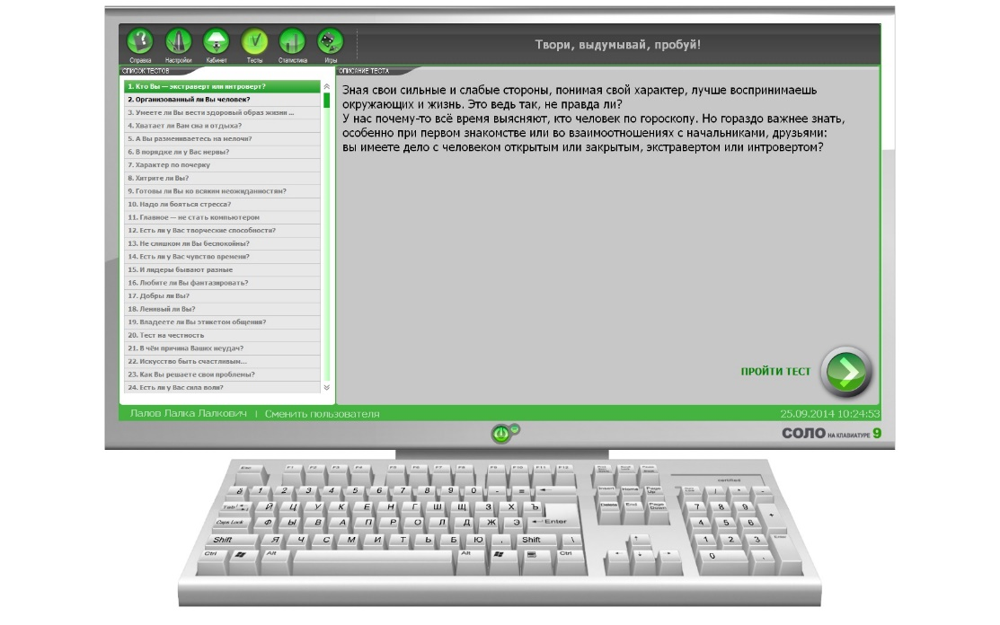 Твори, выдумывай, пробуй!
Справка Настройки Кабинет Тесты Статистика Игры
СПИСОК ТЕСТОВ
1. Кто Вы — экстраверт или интроверт?
2. Организованный ли Вы человек?
3. Умеете ли Вы вести здоровый образ жизни ...
4. Хватает ли Вам сна и отдыха?
5. А Вы размениваетесь на мелочи?
6. В порядке ли у Вас нервы?
7. Характер по почерку
8. Хитрите ли Вы?
9. Готовы ли Вы ко всяким неожиданностям?
10. Надо ли бояться стресса?
11. Главное — не стать компьютером
12. Есть ли у Вас творческие способности?
13. Не слишком ли Вы беспокойны?
14. Есть ли у Вас чувство времени?
15. И лидеры бывают разные
16. Любите ли Вы фантазировать?
17. Добры ли Вы?
18. Ленивый ли Вы?
19. Владеете ли Вы этикетом общения?
20. Тест на честность
21. В чём причина Ваших неудач?
22. Искусство быть счастливым...
23. Как Вы решаете свои проблемы?
24. Есть ли у Вас сила воли?
ОПИСАНИЕ ТЕСТА
Зная свои сильные и слабые стороны, понимая свой характер, лучше воспринимаешь
окружающих и жизнь. Это ведь так, не правда ли?
У нас почему-то всё время выясняют, кто человек по гороскопу. Но гораздо важнее знать,
особенно при первом знакомстве или во взаимоотношениях с начальниками, друзьями:
вы имеете дело с человеком открытым или закрытым, экстравертом или интровертом?
ПРОЙТИ ТЕСТ
Лалов Лалка Лалкович | Сменить пользователя
25.09.2014 10:24:53
СОЛО НА КЛАВИАТУРЕ 9
Esc F1 F2 F3 F4 F5 F6 F7 F8 F9 F10 F11 F12
certified
ё 1 2 3 4 5 6 7 8 9 0 - = Insert Home Page Up / * -
Tab Й Ц У К Е Н Г Ш Щ З Х Ъ Delete End Page Down 7 8 9 +
Caps Lock Ф Ы В А П Р О Л Д Ж Э Enter 4 5 6
Shift Я Ч С М И Т Ь Б Ю . Shift \ 1 2 3 Enter
Ctrl Alt Alt Ctrl 0 .